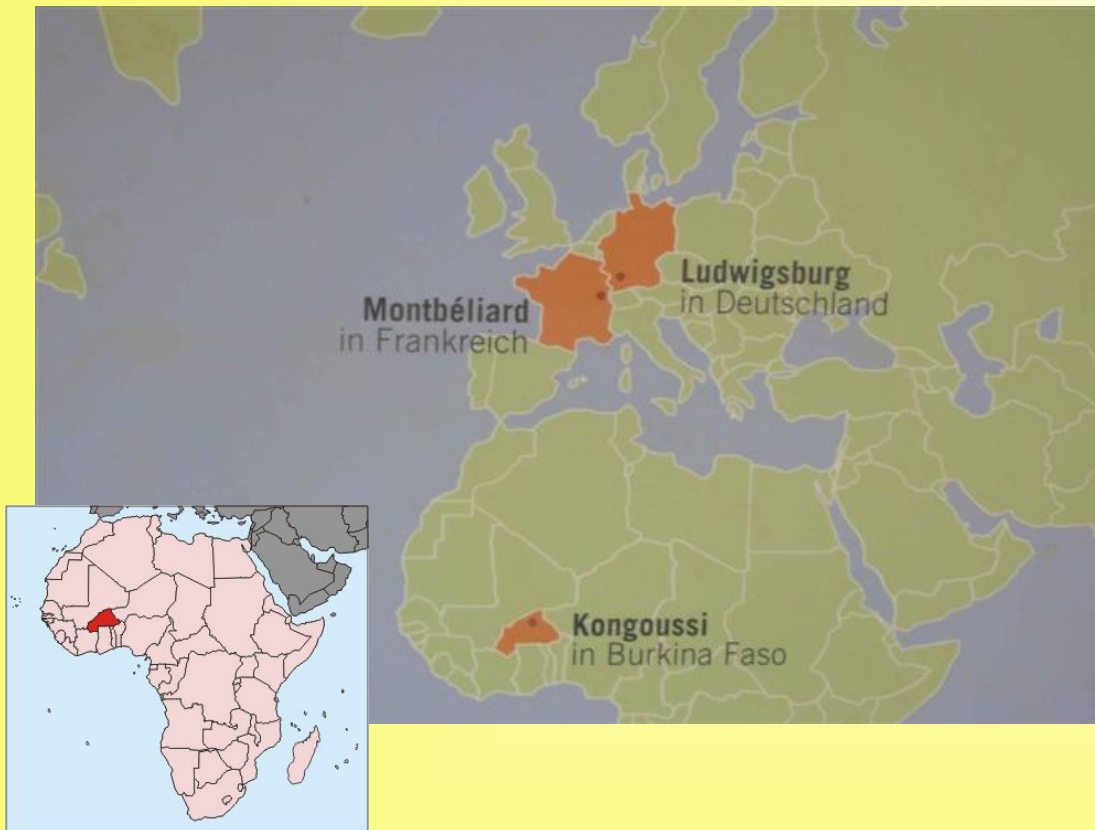 Ludwigsburg
in Deutschland
Montbéliard
in Frankreich
Kongoussi
in Burkina Faso